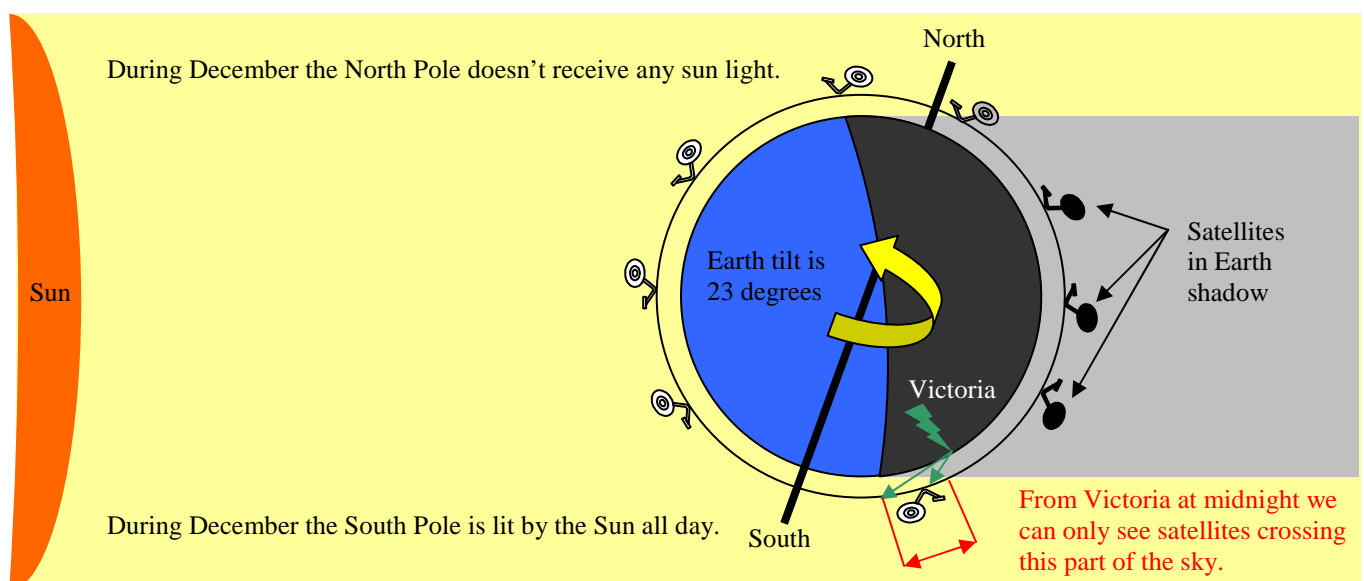 North
During December the North Pole doesn’t receive any sun light.
Satellites
in Earth
shadow
Earth tilt is
23 degrees
Sun
Victoria
From Victoria at midnight we
can only see satellites crossing
this part of the sky.
During December the South Pole is lit by the Sun all day.
South